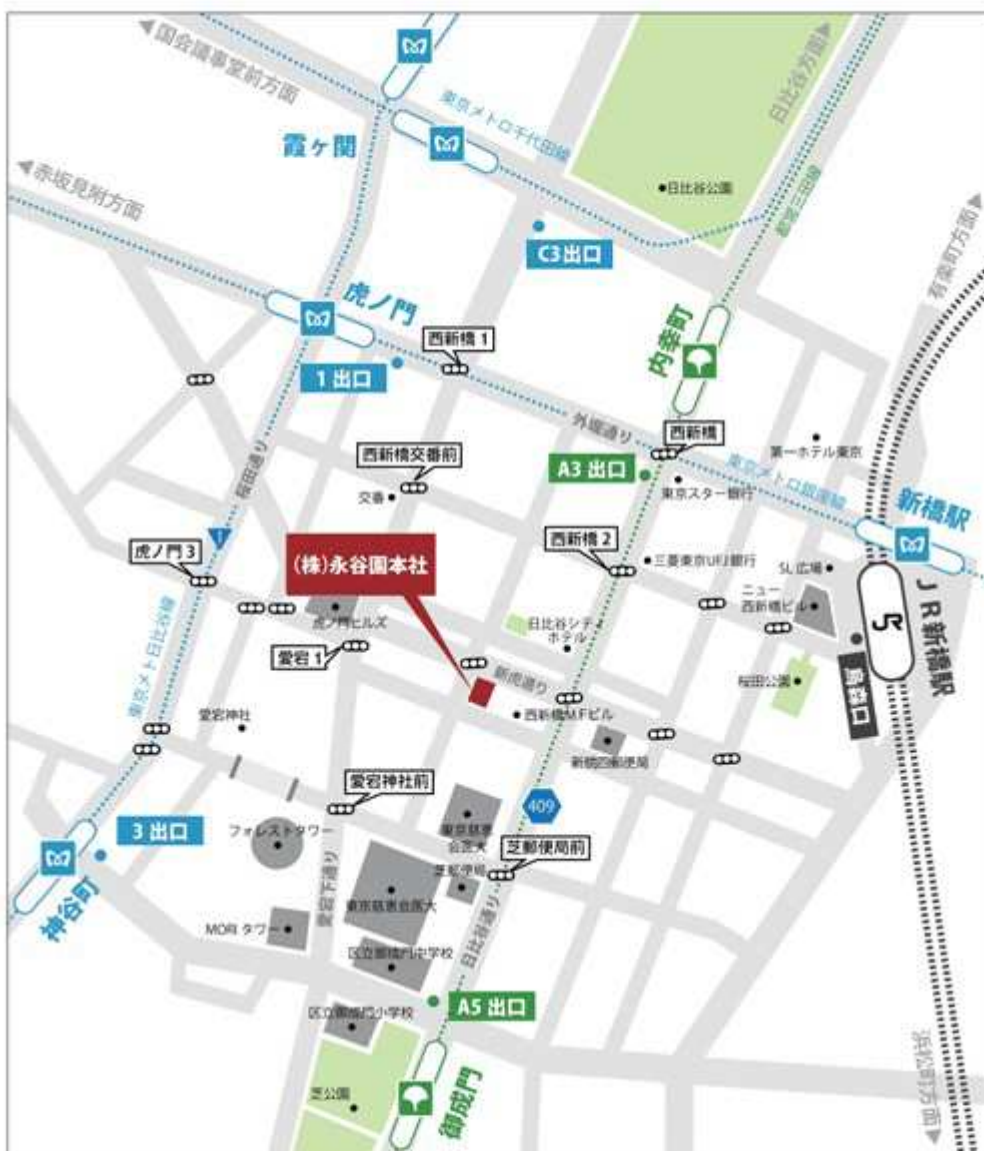 ◀国会議事堂前方面
東京メトロ千代田線
日比谷方面▶
霞ヶ関
◀赤坂見附方面
日比谷公園
都営三田線
C3出口
有楽町方面▶
虎ノ門
西新橋 1
1 出口
内幸町
外堀通り
西新橋
第一ホテル東京
桜田通り
西新橋交番前
交番
A3 出口
東京スター銀行
東京メトロ銀座線
新橋駅
1
虎ノ門 3
(株)永谷園本社
西新橋 2
三菱東京UFJ銀行
SL 広場
ニュー
西新橋ビル
JR
JR新橋駅
虎ノ門ヒルズ
日比谷シティ
ホテル
愛宕 1
新虎通り
桜田公園
烏森口
東京メト日比谷線
愛宕神社
西新橋M.Fビル
新橋四郵便局
愛宕神社前
409
3 出口
フォレストタワー
東京慈恵
会医大
芝郵便局前
芝郵便局
神谷町
愛宕下通り
東京慈恵会医大
MORI タワー
日比谷通り
区立御成門中学校
A5 出口
区立御成門小学校
浜松町方面▶
芝公園
御成門